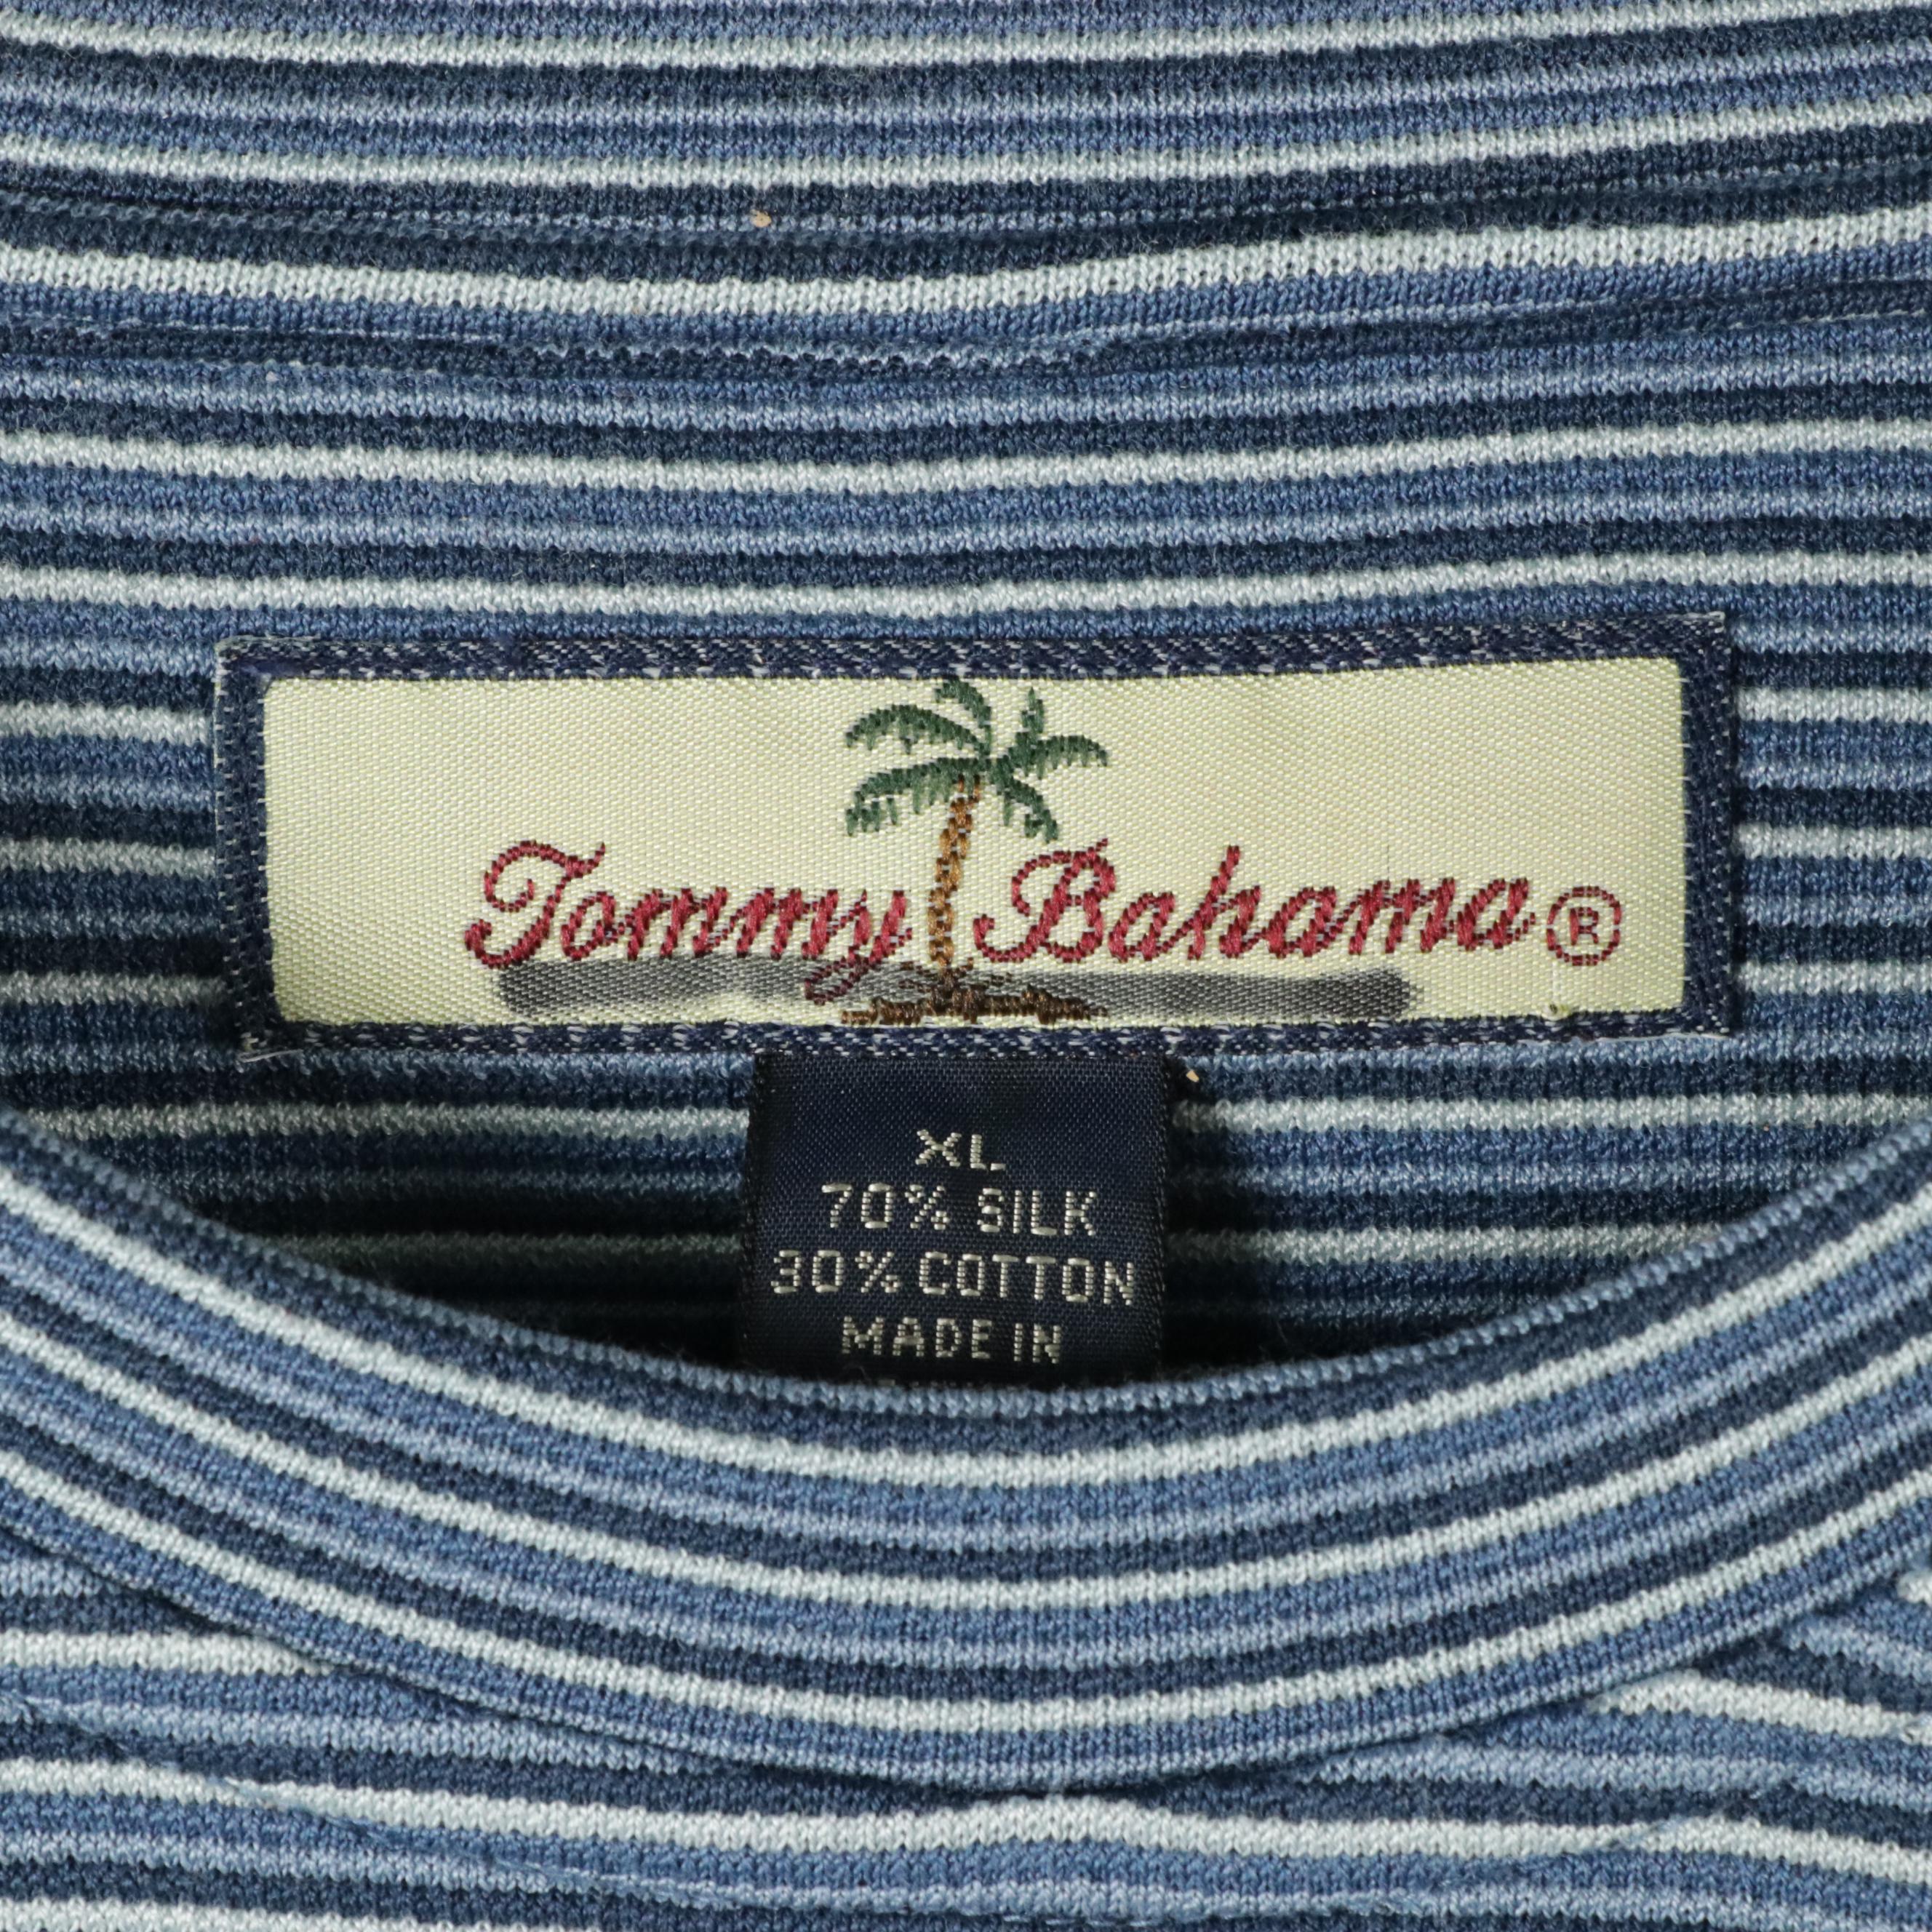 Tommy Bahama®
XL
70% SILK
30% COTTON
MADE IN